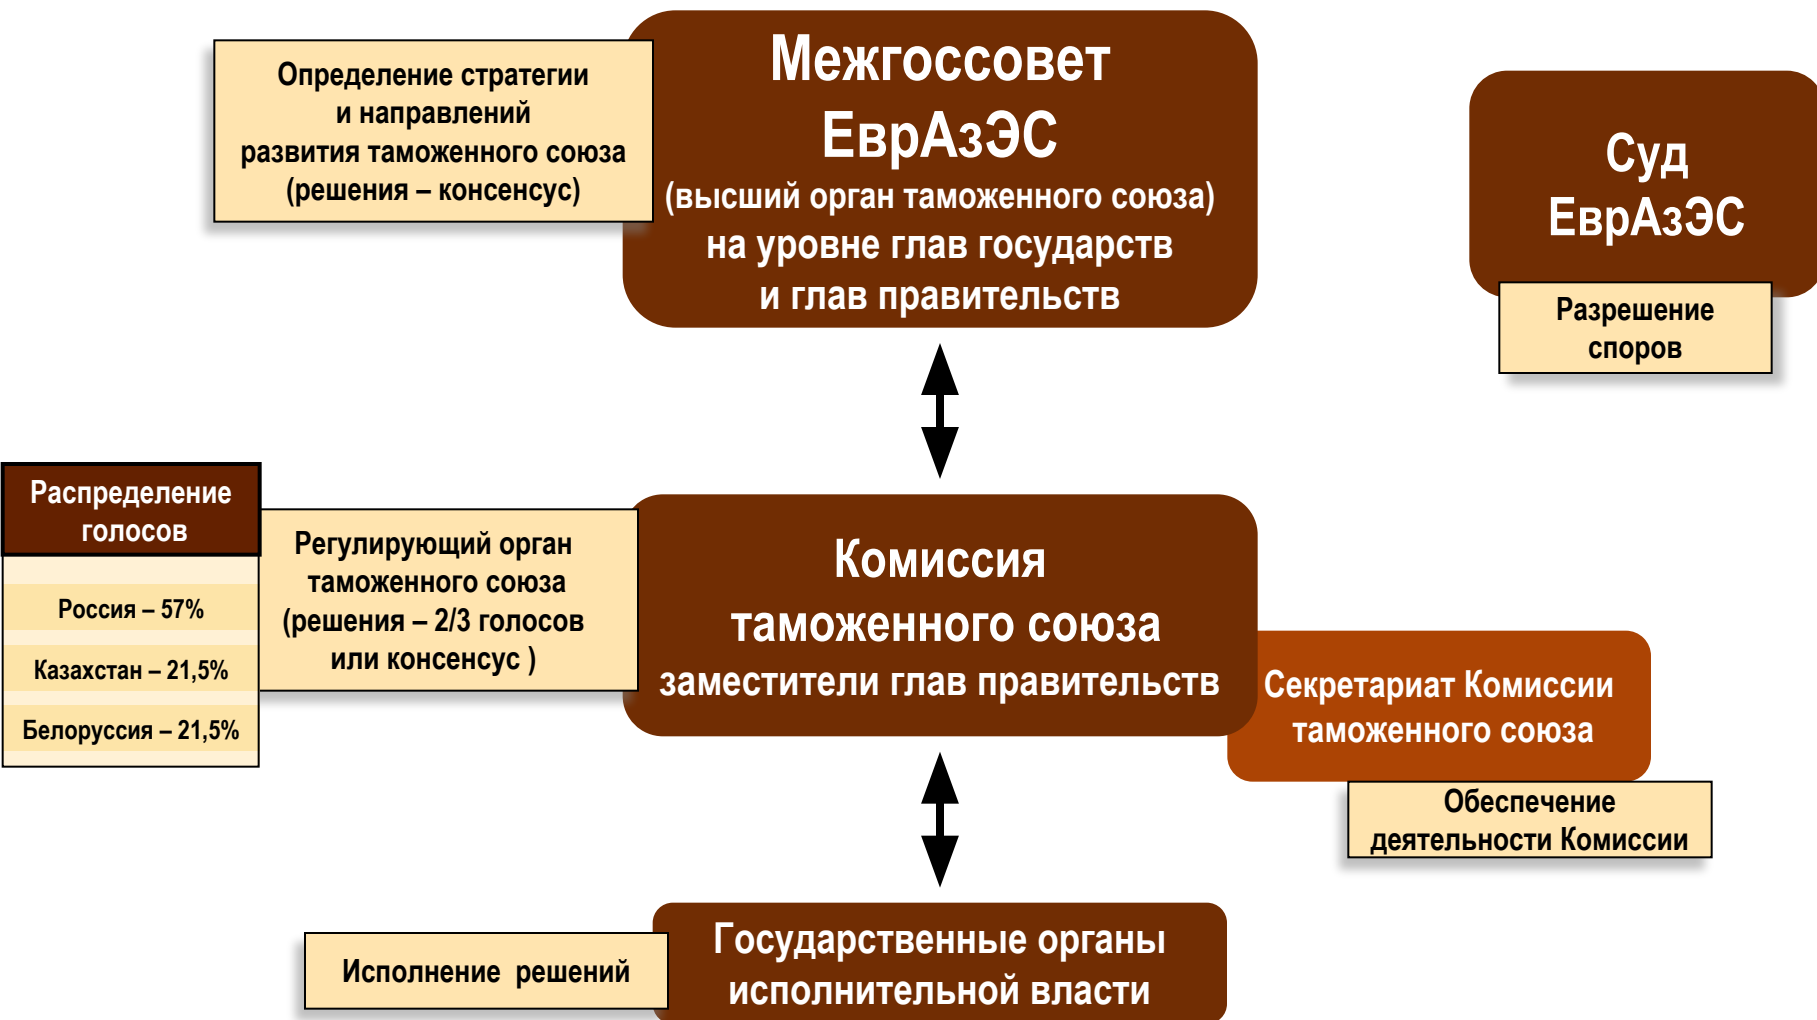 Определение стратегии
и направлений
развития таможенного союза
(решения – консенсус)
Межгоссовет
ЕврАзЭС
(высший орган таможенного союза)
на уровне глав государств
и глав правительств
Суд
ЕврАзЭС
Разрешение
споров
Распределение
голосов
Россия – 57%
Казахстан – 21,5%
Белоруссия – 21,5%
Регулирующий орган
таможенного союза
(решения – 2/3 голосов
или консенсус )
Комиссия
таможенного союза
заместители глав правительств
Секретариат Комиссии
таможенного союза
Обеспечение
деятельности Комиссии
Исполнение решений
Государственные органы
исполнительной власти